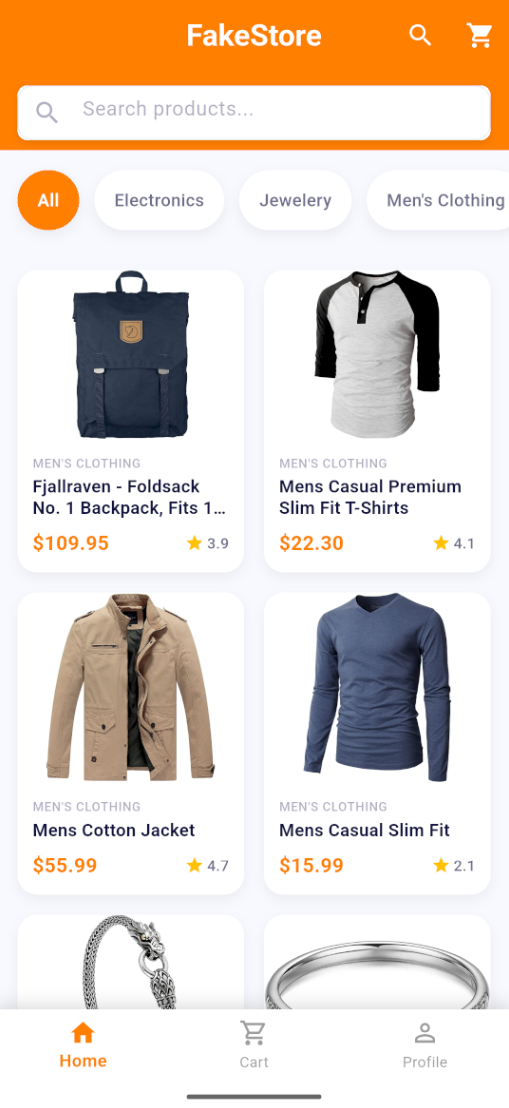 FakeStore
Search products...
All
Electronics
Jewelery
Men's Clothing
MEN'S CLOTHING
Fjallraven - Foldsack
No. 1 Backpack, Fits 1...
$109.95
3.9
MEN'S CLOTHING
Mens Casual Premium
Slim Fit T-Shirts
$22.30
4.1
MEN'S CLOTHING
Mens Cotton Jacket
$55.99
4.7
MEN'S CLOTHING
Mens Casual Slim Fit
$15.99
2.1
Home
Cart
Profile